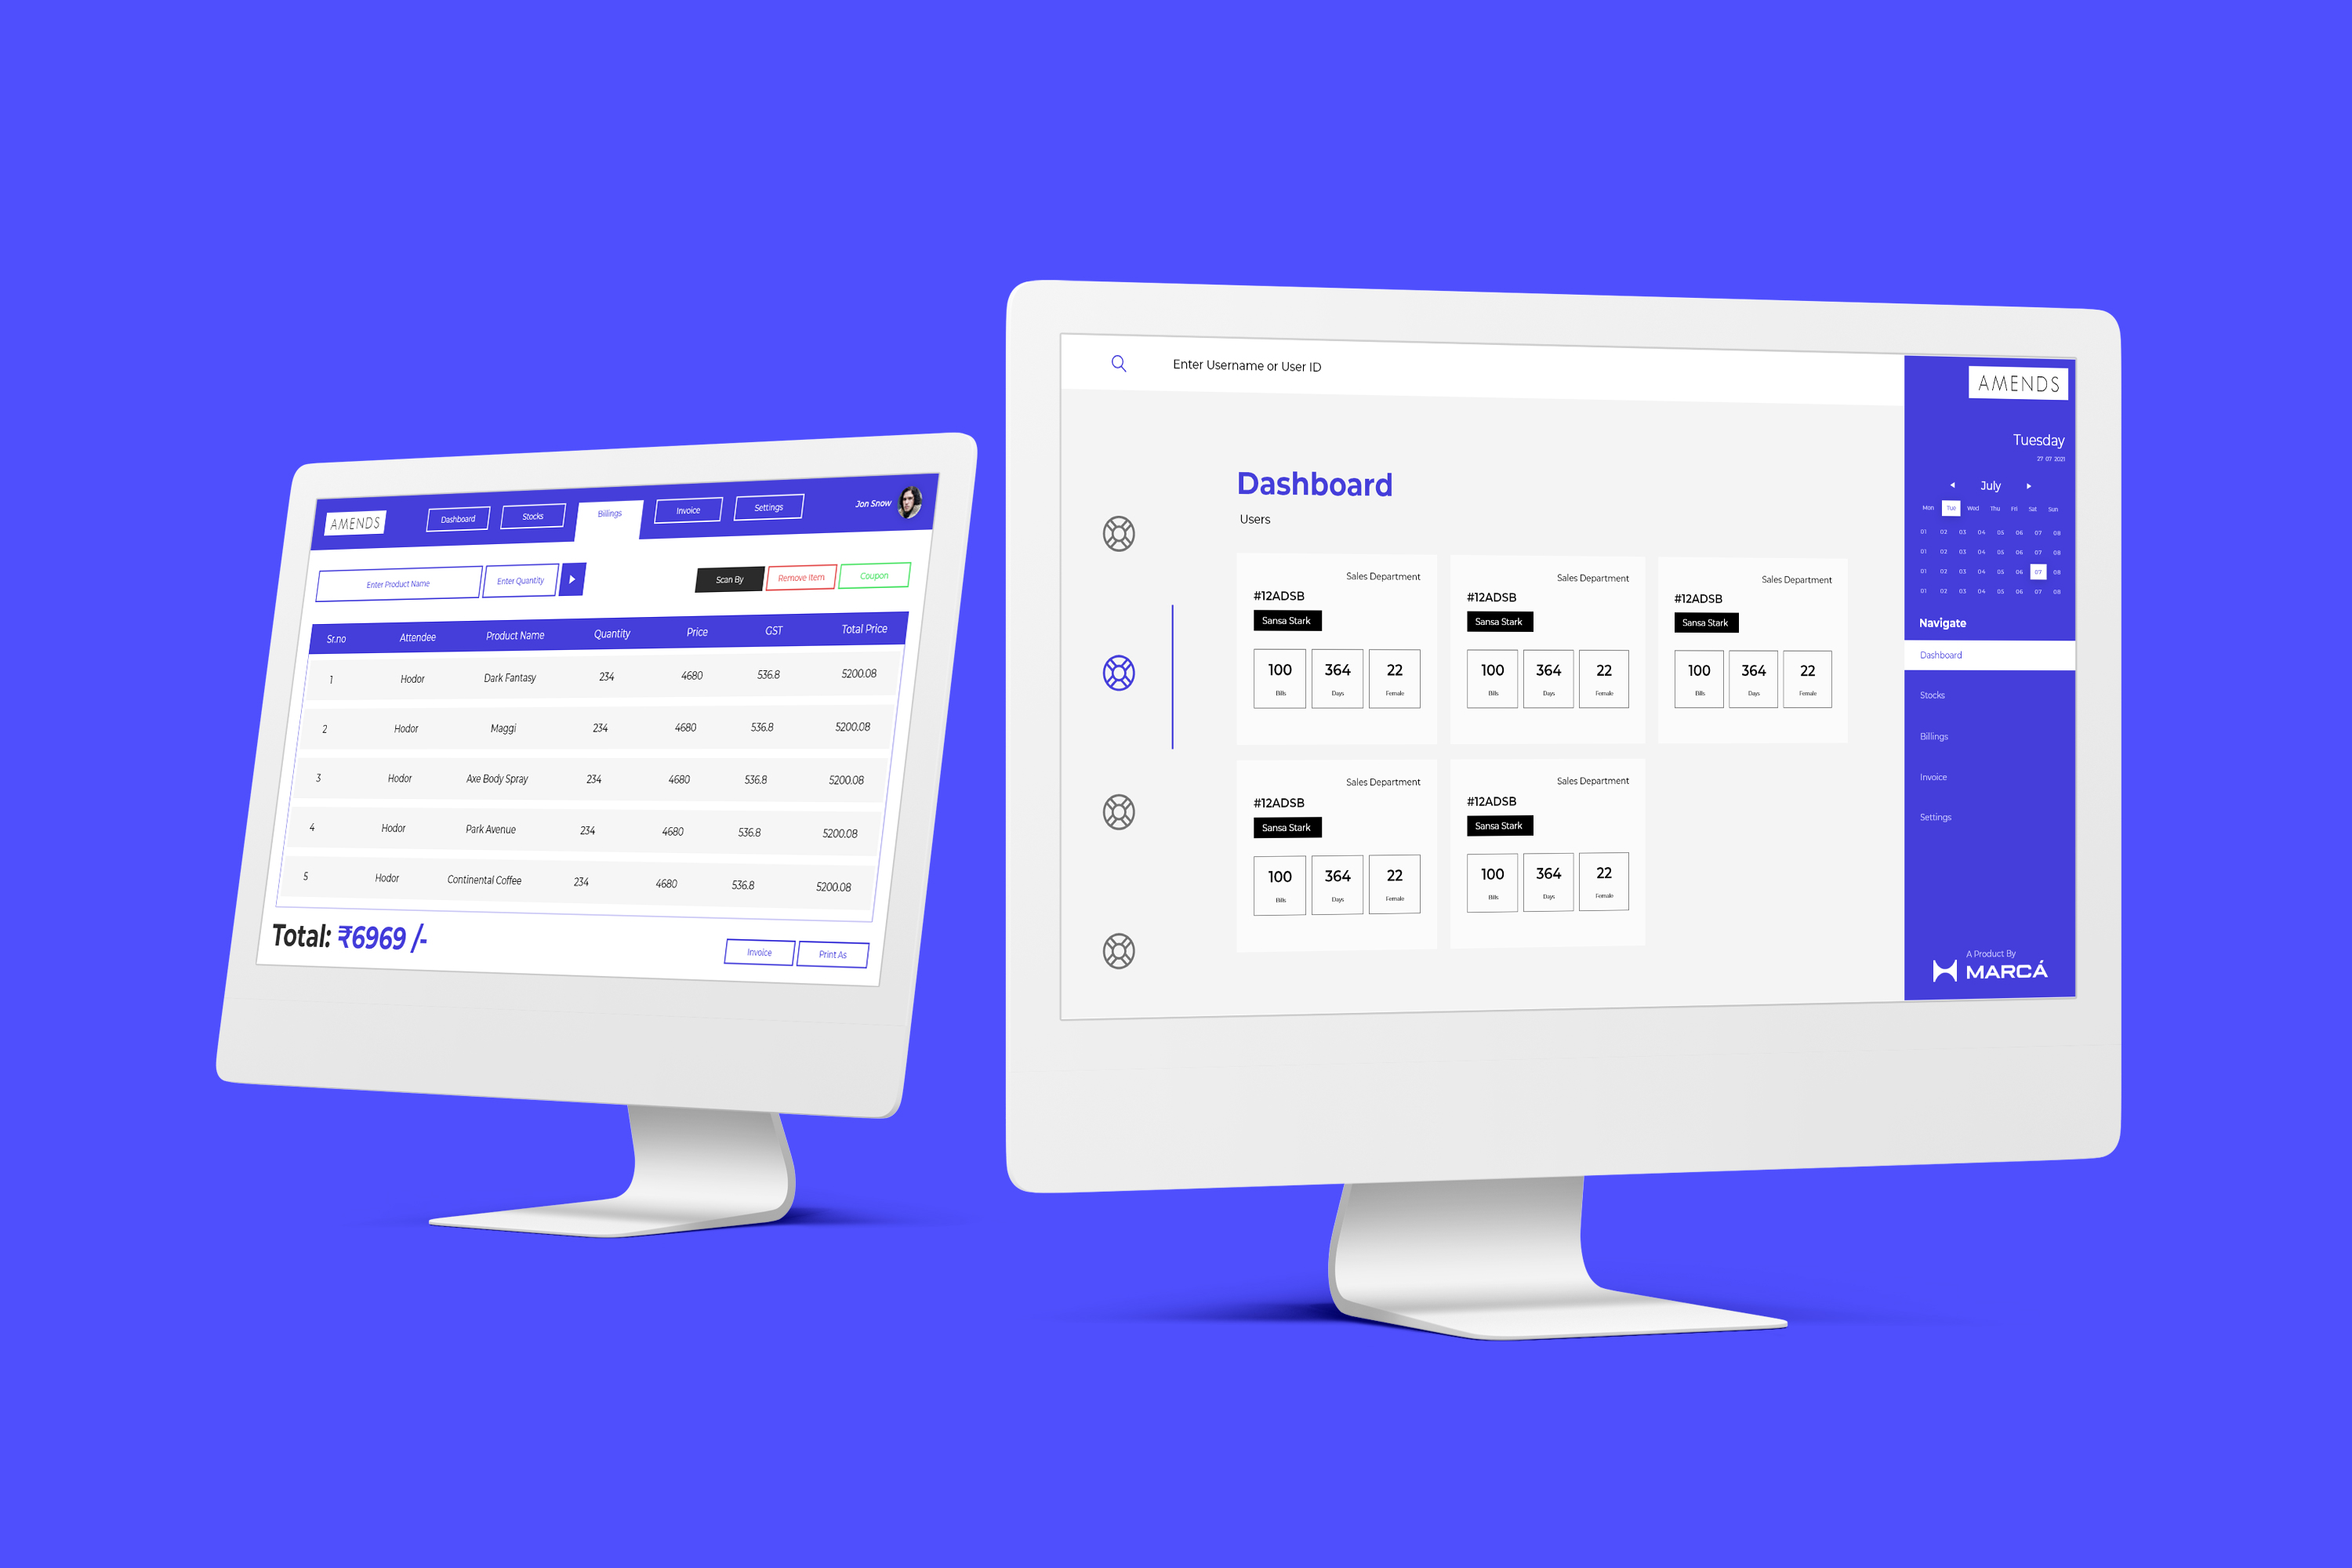 AMENDS
Dashboard Stocks Billings Invoice Settings
Jon Snow
Enter Product Name Enter Quantity
Scan By Remove Item Coupon
Sr.no Attendee Product Name Quantity Price GST Total Price
1 Hodor Dark Fantasy 234 4680 536.8 5200.08
2 Hodor Maggi 234 4680 536.8 5200.08
3 Hodor Axe Body Spray 234 4680 536.8 5200.08
4 Hodor Park Avenue 234 4680 536.8 5200.08
5 Hodor Continental Coffee 234 4680 536.8 5200.08
Total: ₹6969 /-
Invoice Print As
Enter Username or User ID
Dashboard
Users
Sales Department
#12ADSB
Sansa Stark
100 364 22
Bills Days Female
Sales Department
#12ADSB
Sansa Stark
100 364 22
Bills Days Female
Sales Department
#12ADSB
Sansa Stark
100 364 22
Bills Days Female
Sales Department
#12ADSB
Sansa Stark
100 364 22
Bills Days Female
Sales Department
#12ADSB
Sansa Stark
100 364 22
Bills Days Female
AMENDS
Tuesday
27 07 2021
July
Mon Tue Wed Thu Fri Sat Sun
01 02 03 04 05 06 07 08
01 02 03 04 05 06 07 08
01 02 03 04 05 06 07 08
01 02 03 04 05 06 07 08
Navigate
Dashboard
Stocks
Billings
Invoice
Settings
A Product By
MARCÁ